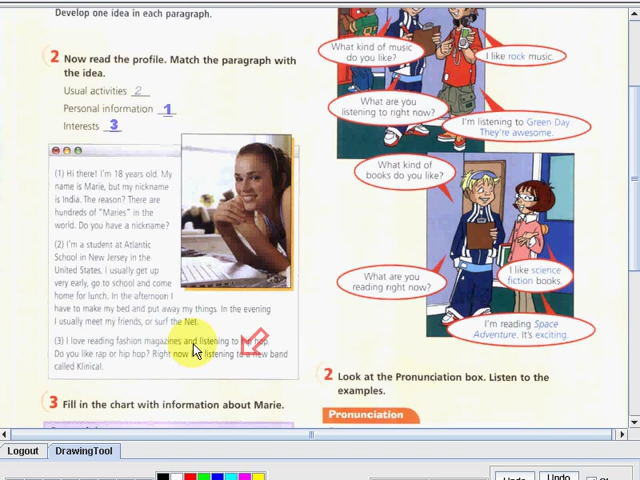 Develop one idea in each paragraph.
2 Now read the profile. Match the paragraph with
the idea.
Usual activities 2
Personal information 1
Interests 3
(1) Hi there! I'm 18 years old. My
name is Marie, but my nickname
is India. The reason? There are
hundreds of "Maries" in the
world. Do you have a nickname?
(2) I'm a student at Atlantic
School in New Jersey in the
United States. I usually get up
very early, go to school and come
home for lunch. In the afternoon I
have to make my bed and put away my things. In the evening
I usually meet my friends, or surf the Net.
(3) I love reading fashion magazines and listening to hip hop.
Do you like rap or hip hop? Right now listening to a new band
called Klinical.
3 Fill in the chart with information about Marie.
What kind of music
do you like?
I like rock music.
What are you
listening to right now?
I'm listening to Green Day
They're awesome.
What kind of
books do you like?
What are you
reading right now?
I like science
fiction books.
I'm reading Space
Adventure. It's exciting.
2 Look at the Pronunciation box. Listen to the
examples.
Pronunciation
Logout
DrawingTool
Undo
Undo